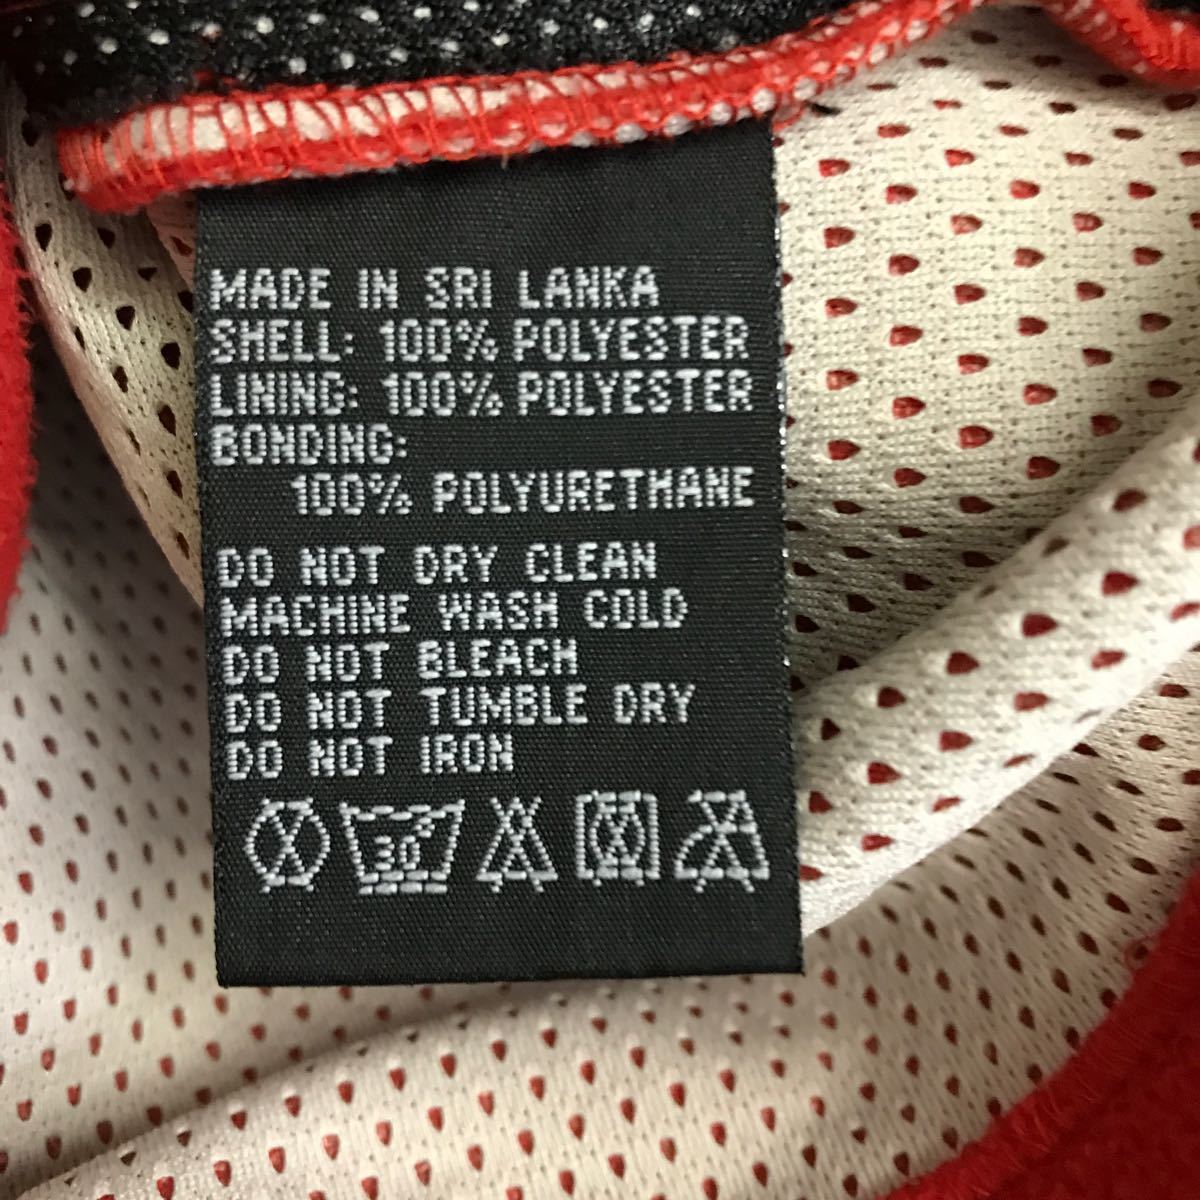 MADE IN SRI LANKA
SHELL: 100% POLYESTER
LINING: 100% POLYESTER
BONDING:
100% POLYURETHANE
DO NOT DRY CLEAN
MACHINE WASH COLD
DO NOT BLEACH
DO NOT TUMBLE DRY
DO NOT IRON
30°